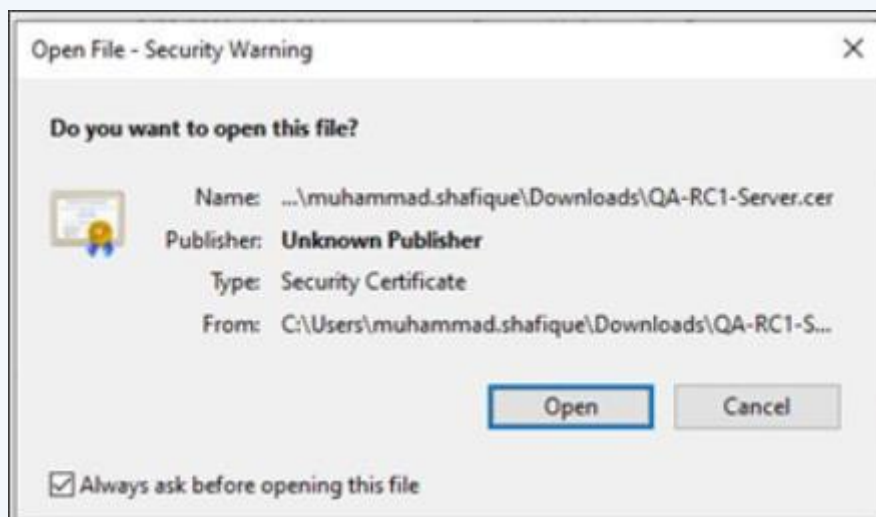 Open File - Security Warning
Do you want to open this file?
Name: ...\muhammad.shafique\Downloads\QA-RC1-Server.cer
Publisher: Unknown Publisher
Type: Security Certificate
From: C:\Users\muhammad.shafique\Downloads\QA-RC1-S...
Open Cancel
Always ask before opening this file